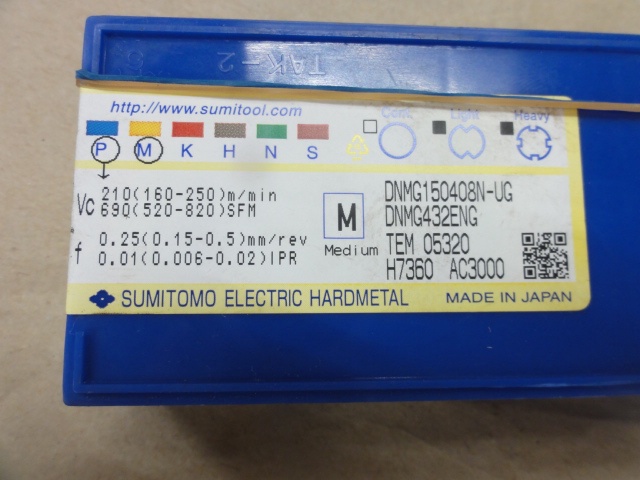 TAK-2
http://www.sumitool.com
Cont. Light Heavy
P M K H N S
Vc 210(160-250)m/min
690(520-820)SFM
f 0.25(0.15-0.5)mm/rev
0.01(0.006-0.02)IPR
M
Medium
DNMG150408N-UG
DNMG432ENG
TEM 05320
H7360 AC3000
SUMITOMO ELECTRIC HARDMETAL
MADE IN JAPAN